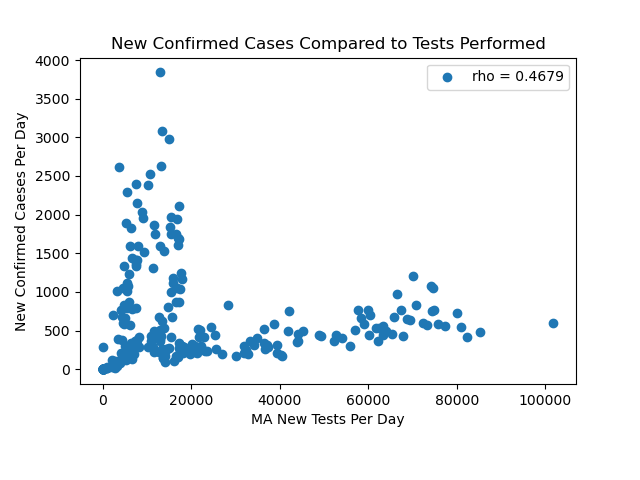 New Confirmed Cases Compared to Tests Performed
rho = 0.4679
4000
3500
3000
2500
2000
1500
1000
500
0
New Confirmed Caeses Per Day
0 20000 40000 60000 80000 100000
MA New Tests Per Day